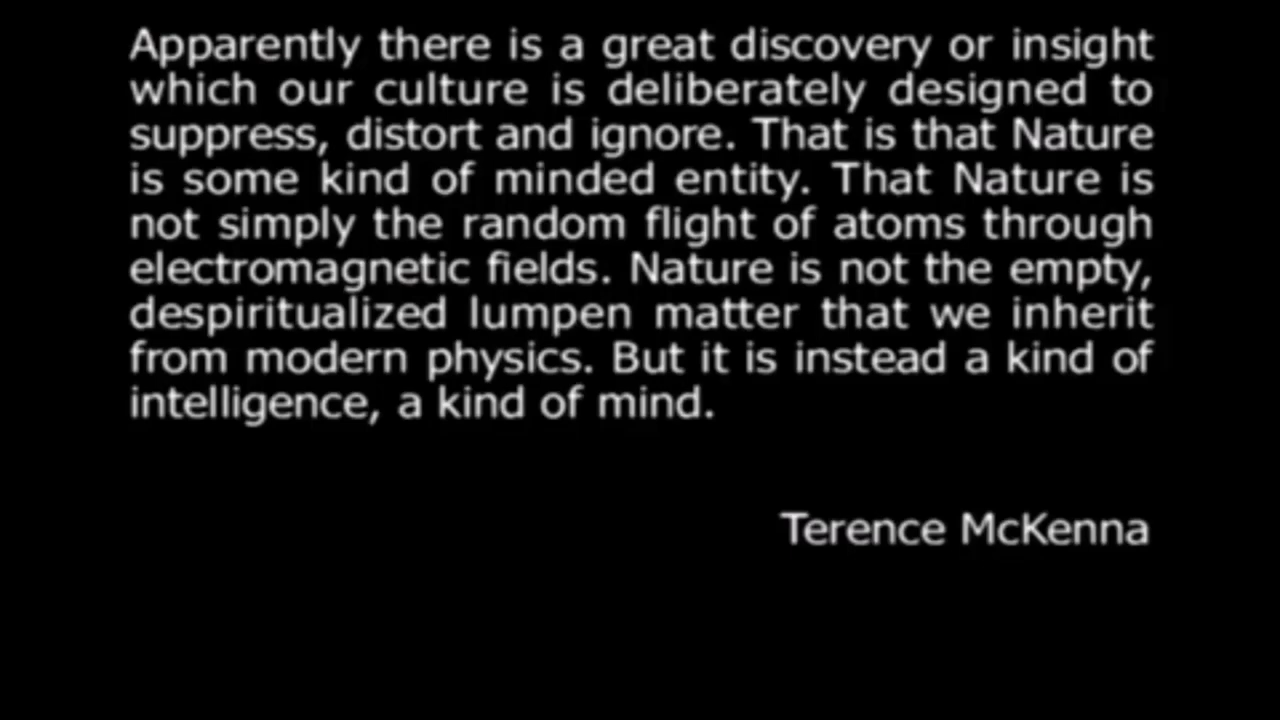 Apparently there is a great discovery or insight
which our culture is deliberately designed to
suppress, distort and ignore. That is that Nature
is some kind of minded entity. That Nature is
not simply the random flight of atoms through
electromagnetic fields. Nature is not the empty,
despiritualized lumpen matter that we inherit
from modern physics. But it is instead a kind of
intelligence, a kind of mind.
Terence McKenna